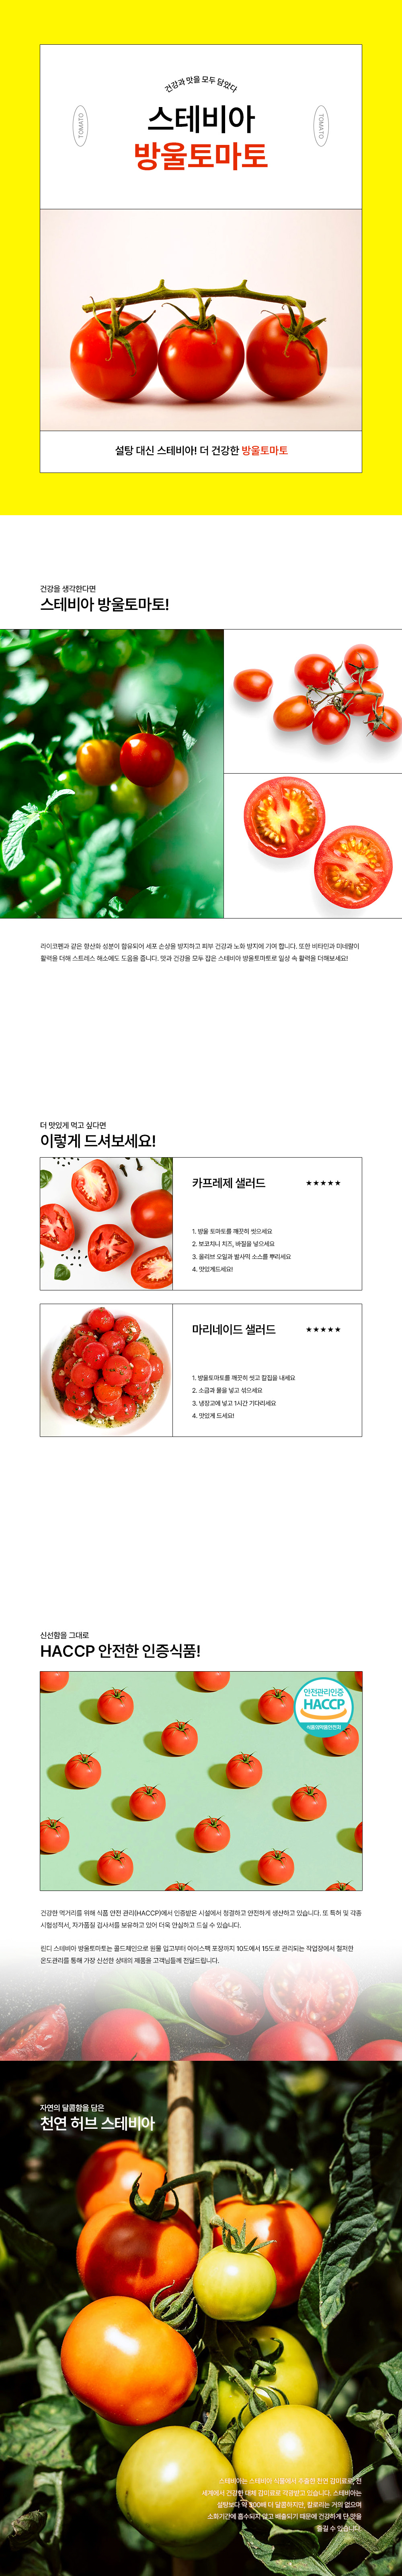 건강과 맛을 모두 담았다
TOMATO
스테비아
TOMATO
방울토마토
설탕 대신 스테비아! 더 건강한 방울토마토
건강을 생각한다면
스테비아 방울토마토!
라이코펜과 같은 항산화 성분이 함유되어 세포 손상을 방지하고 피부 건강과 노화 방지에 기여 합니다. 또한 비타민과 미네랄이
활력을 더해 스트레스 해소에도 도움을 줍니다. 맛과 건강을 모두 잡은 스테비아 방울토마토로 일상 속 활력을 더해보세요!
더 맛있게 먹고 싶다면
이렇게 드셔보세요!
카프레제 샐러드 ★★★★★
1. 방울 토마토를 깨끗히 씻으세요
2. 보코치니 치즈, 바질을 넣으세요
3. 올리브 오일과 발사믹 소스를 뿌리세요
4. 맛있게드세요!
마리네이드 샐러드 ★★★★★
1. 방울토마토를 깨끗히 씻고 칼집을 내세요
2. 소금과 물을 넣고 섞으세요
3. 냉장고에 넣고 1시간 기다리세요
4. 맛있게 드세요!
신선함을 그대로
HACCP 안전한 인증식품!
안전관리인증
HACCP
식품의약품안전처
건강한 먹거리를 위해 식품 안전 관리(HACCP)에서 인증받은 시설에서 청결하고 안전하게 생산하고 있습니다. 또 특허 및 각종
시험성적서, 자가품질 검사서를 보유하고 있어 더욱 안심하고 드실 수 있습니다.
린디 스테비아 방울토마토는 콜드체인으로 원물 입고부터 아이스팩 포장까지 10도에서 15도로 관리되는 작업장에서 철저한
온도관리를 통해 가장 신선한 상태의 제품을 고객님들께 전달드립니다.
자연의 달콤함을 담은
천연 허브 스테비아
스테비아는 스테비아 식물에서 추출한 천연 감미료로, 전
세계에서 건강한 대체 감미료로 각광받고 있습니다. 스테비아는
설탕보다 약 300배 더 달콤하지만, 칼로리는 거의 없으며
소화기간에 흡수되지 않고 배출되기 때문에 건강하게 단 맛을
즐길 수 있습니다.